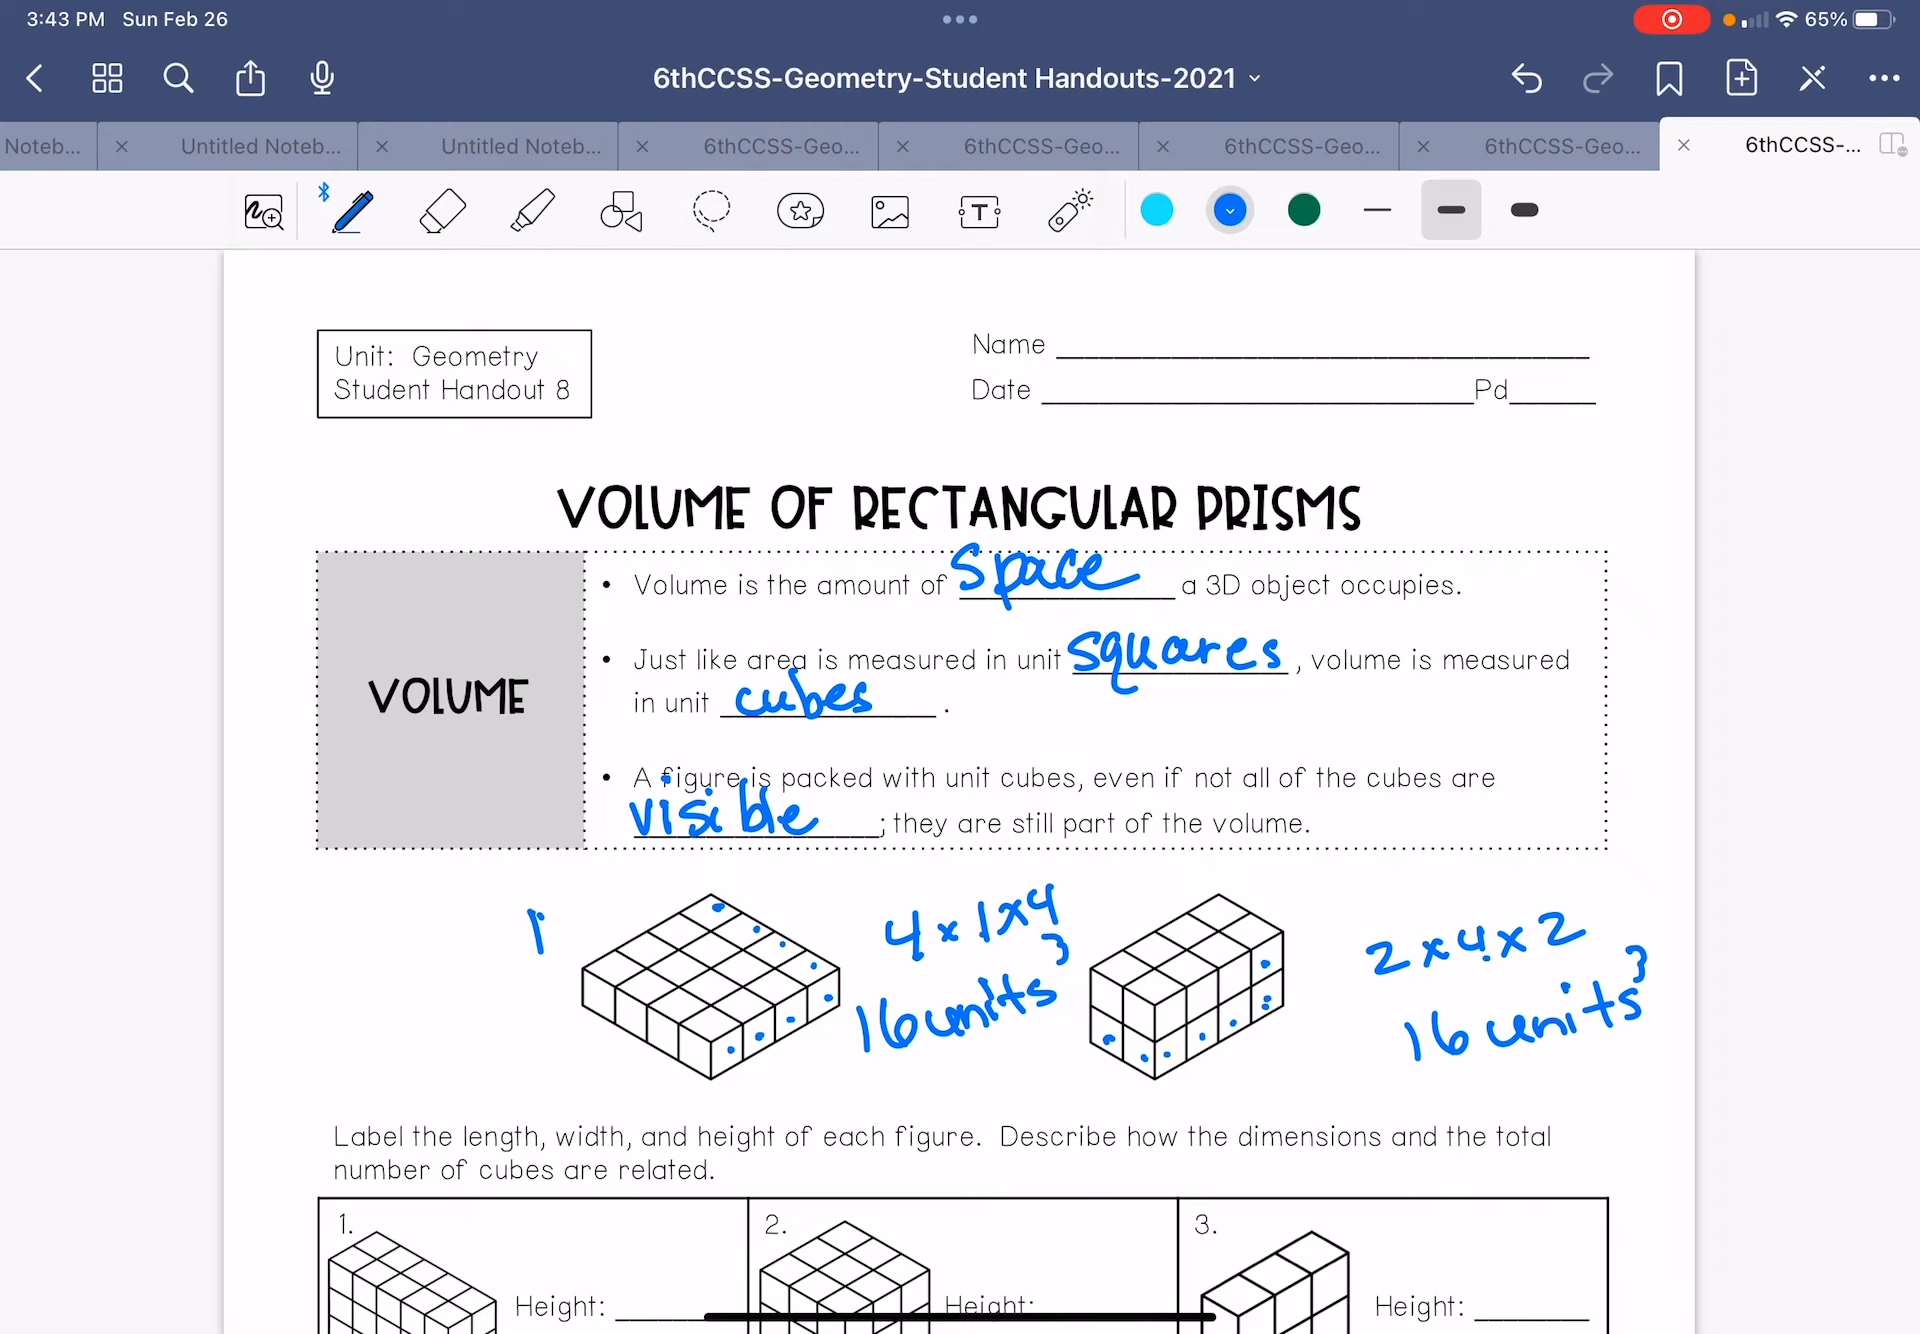 3:43 PM Sun Feb 26
65%
6thCCSS-Geometry-Student Handouts-2021
Noteb... Untitled Noteb... Untitled Noteb... 6thCCSS-Geo... 6thCCSS-Geo... 6thCCSS-Geo... 6thCCSS-Geo... 6thCCSS-...
T
Unit: Geometry
Student Handout 8
Name
Date Pd
VOLUME OF RECTANGULAR PRISMS
VOLUME
• Volume is the amount of space a 3D object occupies.
• Just like area is measured in unit squares, volume is measured
in unit cubes.
• A figure is packed with unit cubes, even if not all of the cubes are
visible; they are still part of the volume.
1
4 x 1 x 4
16 units³
2 x 4 x 2
16 units³
Label the length, width, and height of each figure. Describe how the dimensions and the total
number of cubes are related.
1. 2. 3.
Height: Height: Height: